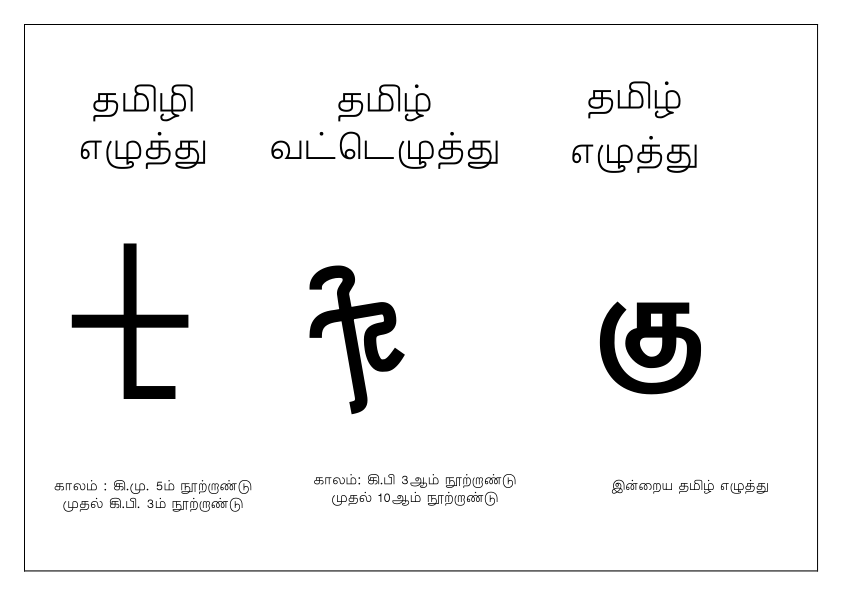 தமிழி
எழுத்து
தமிழ்
வட்டெழுத்து
தமிழ்
எழுத்து
கு
காலம் : கி.மு. 5ம் நூற்றாண்டு
முதல் கி.பி. 3ம் நூற்றாண்டு
காலம்: கி.பி 3ஆம் நூற்றாண்டு
முதல் 10ஆம் நூற்றாண்டு
இன்றைய தமிழ் எழுத்து